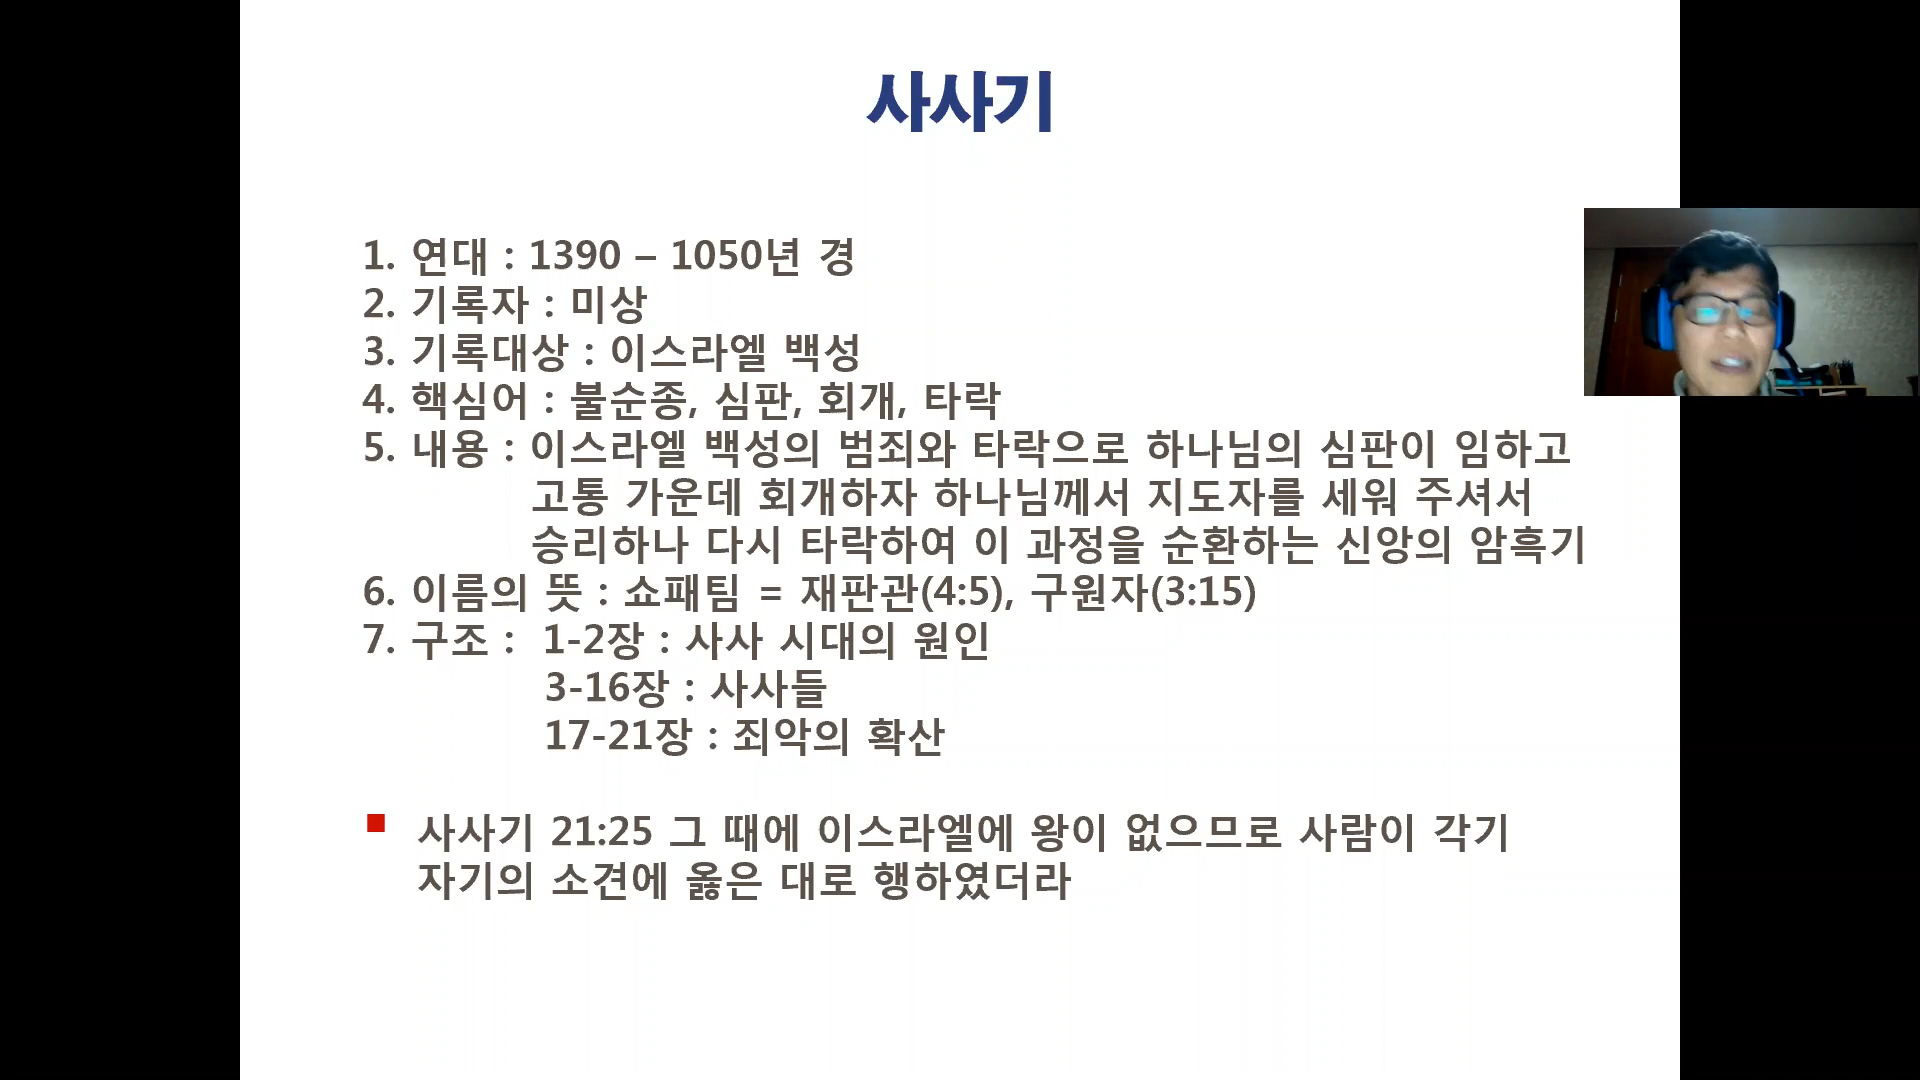 사사기
1. 연대 : 1390 – 1050년 경
2. 기록자 : 미상
3. 기록대상 : 이스라엘 백성
4. 핵심어 : 불순종, 심판, 회개, 타락
5. 내용 : 이스라엘 백성의 범죄와 타락으로 하나님의 심판이 임하고
고통 가운데 회개하자 하나님께서 지도자를 세워 주셔서
승리하나 다시 타락하여 이 과정을 순환하는 신앙의 암흑기
6. 이름의 뜻 : 쇼패팀 = 재판관(4:5), 구원자(3:15)
7. 구조 : 1-2장 : 사사 시대의 원인
3-16장 : 사사들
17-21장 : 죄악의 확산
■ 사사기 21:25 그 때에 이스라엘에 왕이 없으므로 사람이 각기
자기의 소견에 옳은 대로 행하였더라